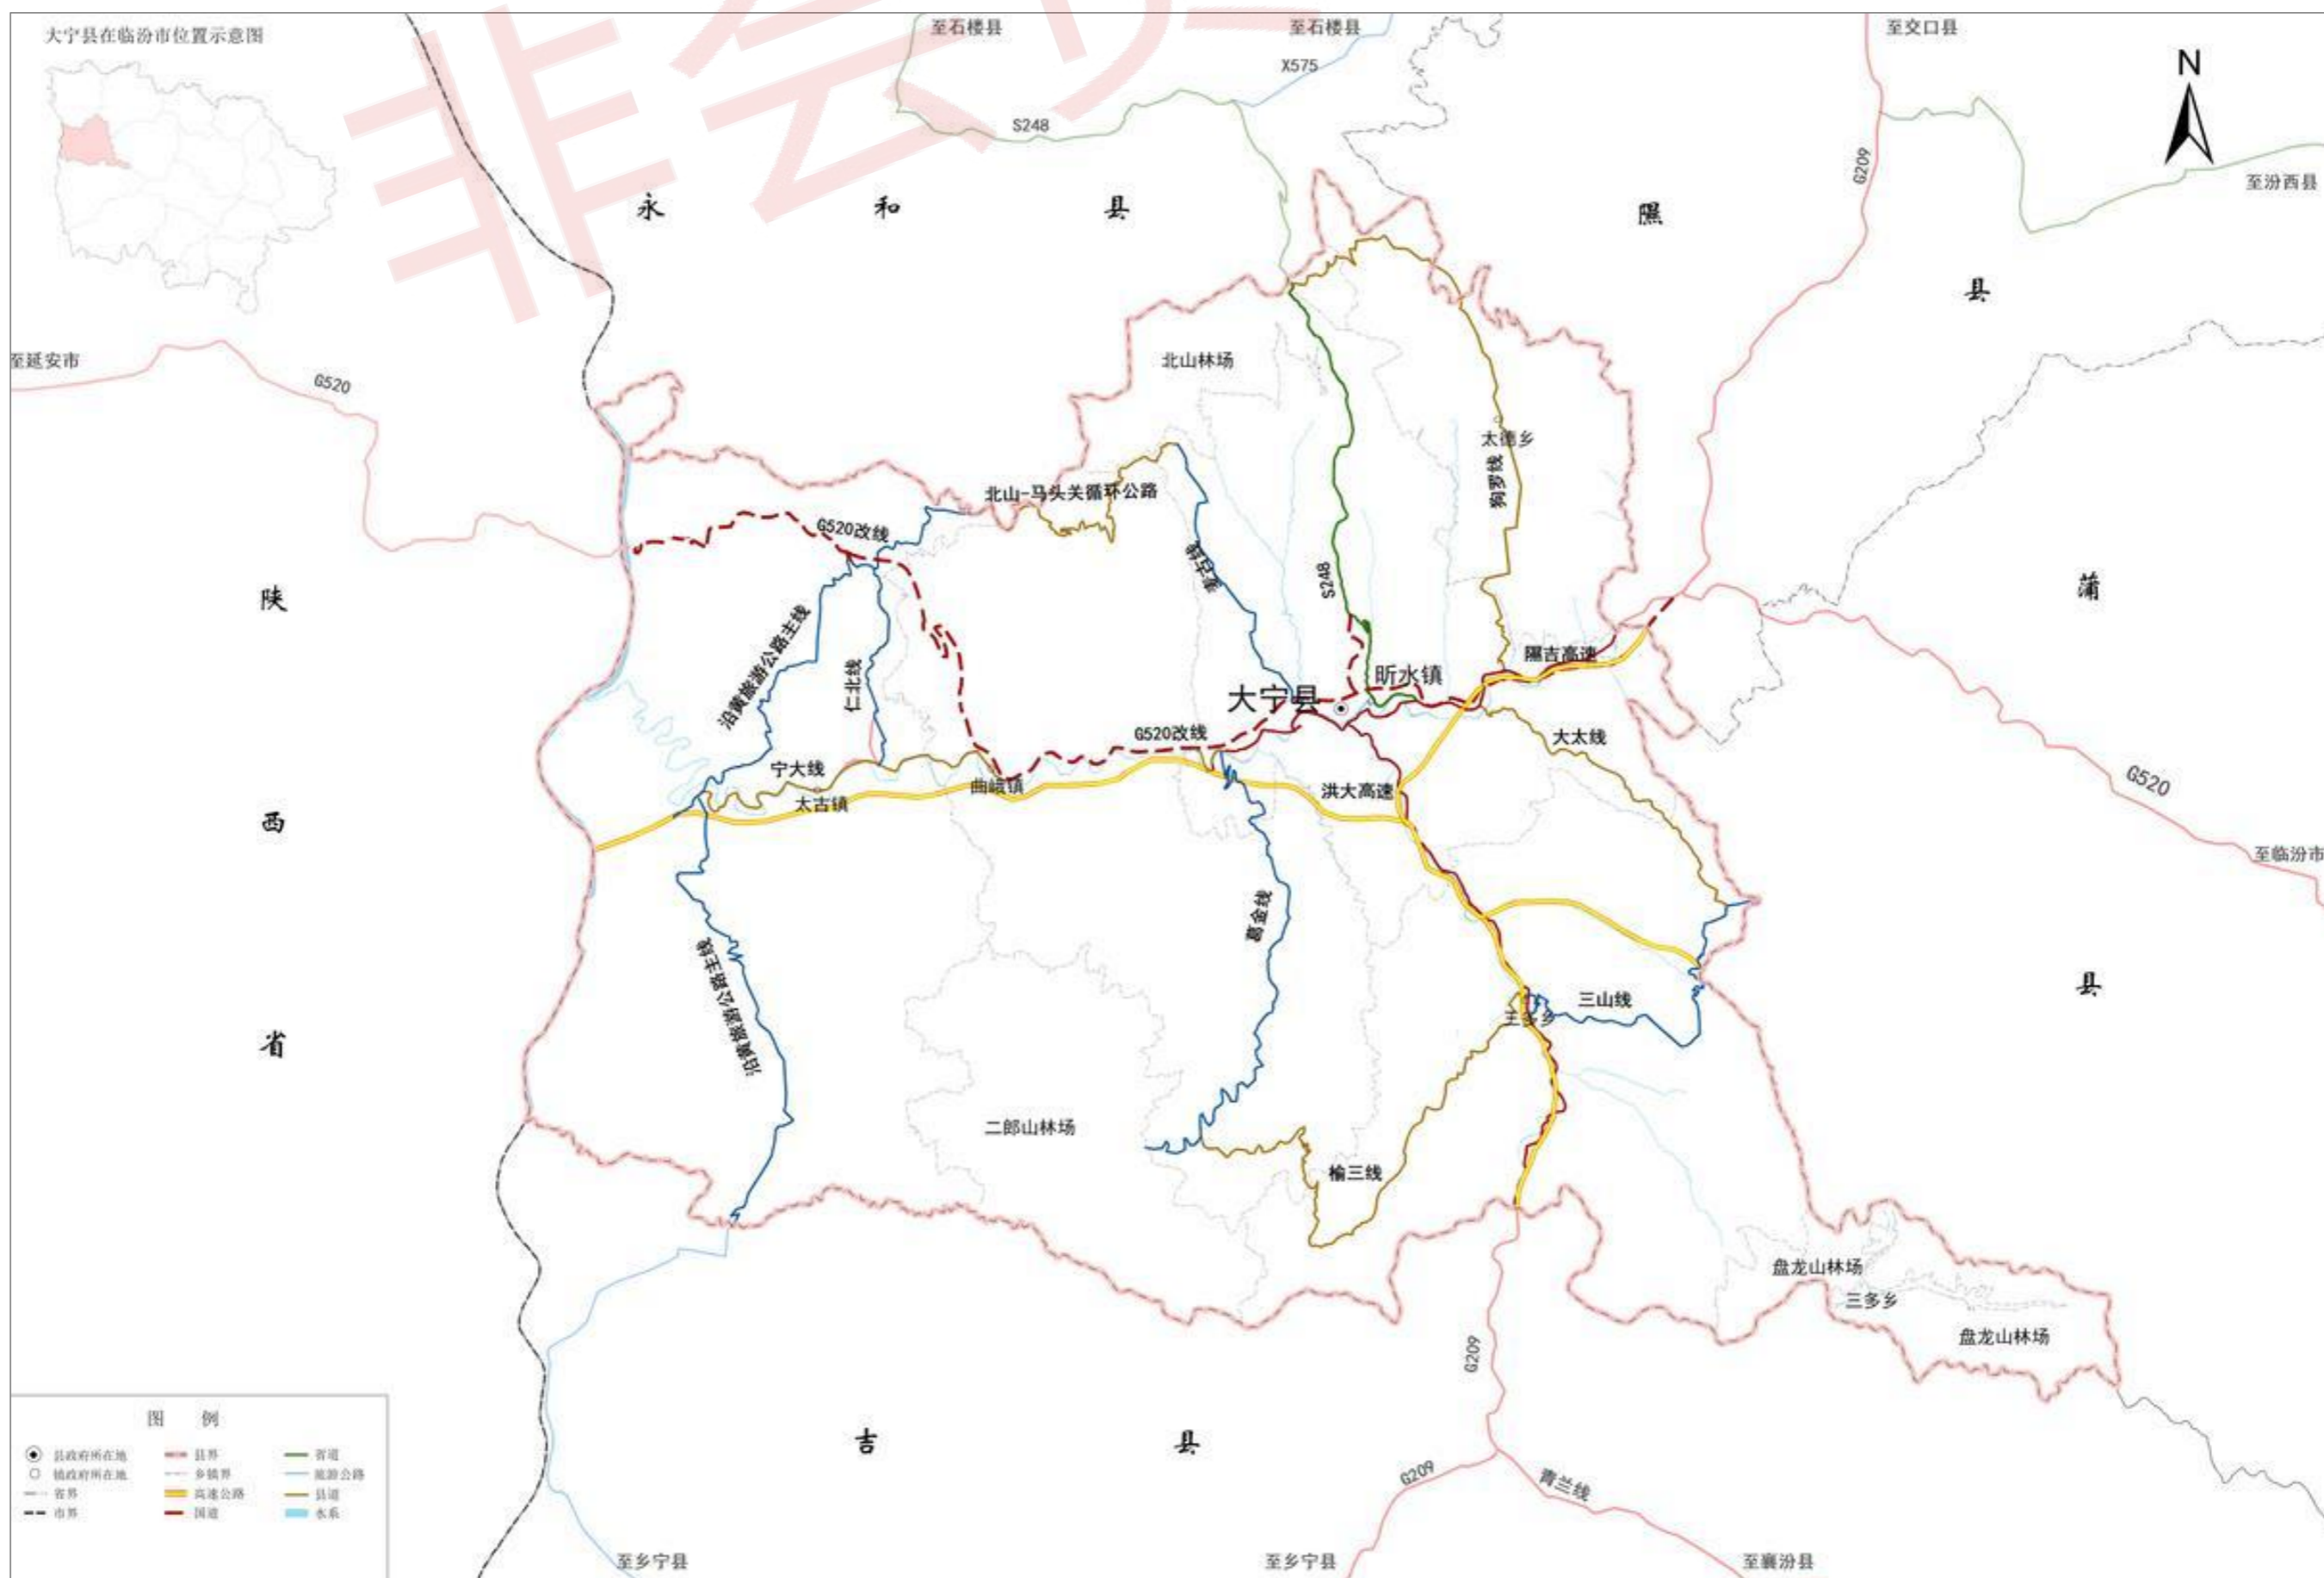 大宁县在临汾市位置示意图
至石楼县
至石楼县
至交口县
X575
N
S248
G209
至汾西县
永和县
隰县
至延安市
G520
北山林场
太德乡
狗罗线
北山-马头关循环公路
G520改线
S248
陕西省
蒲县
沿黄旅游公路主线
仁北线
隰吉高速
昕水镇
大宁县
G520改线
大太线
宁大线
太古镇
曲峨镇
洪大高速
G520
至临汾市
葛金线
沿黄旅游公路主线
三山线
三多乡
二郎山林场
榆三线
盘龙山林场
三多乡
盘龙山林场
G209
吉县
G209
青兰线
至乡宁县
至乡宁县
至襄汾县
图例
县政府所在地
县界
省道
镇政府所在地
乡镇界
旅游公路
省界
高速公路
县道
市界
国道
水系
非会